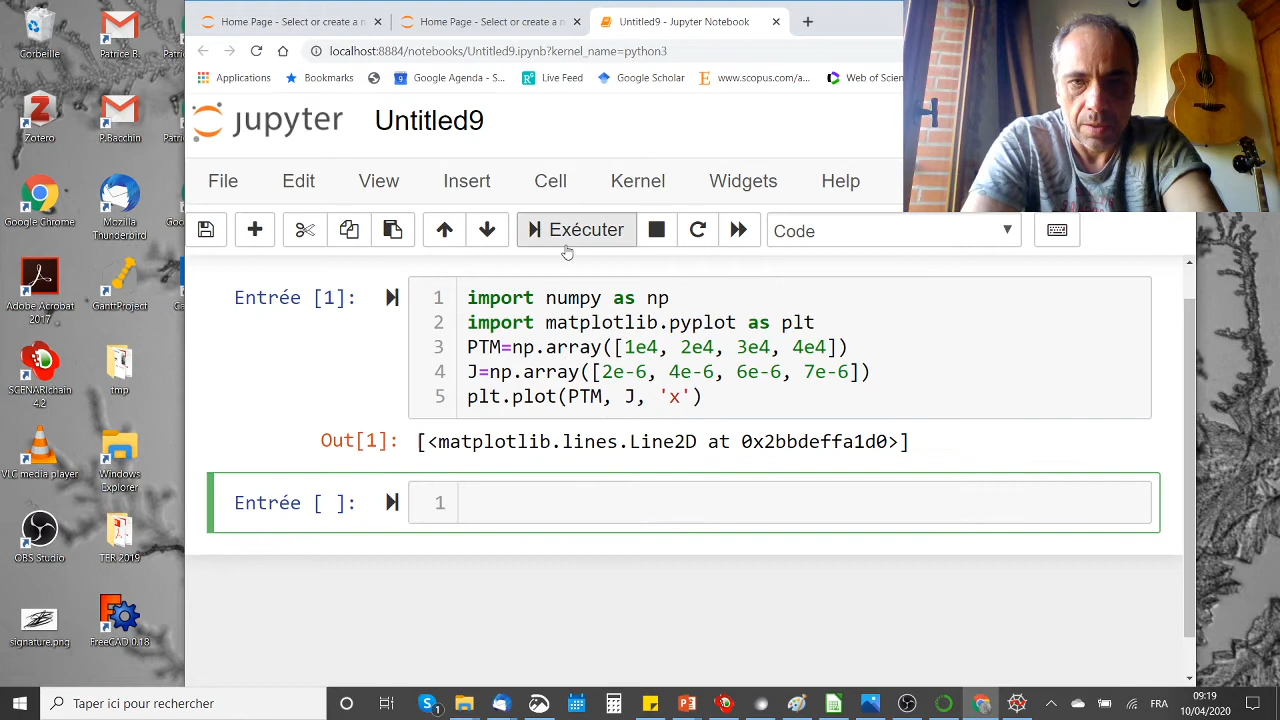 Home Page - Select or create a n
Home Page - Select or create a n
Untitled9 - Jupyter Notebook
localhost:8884/notebooks/Untitled9.ipynb?kernel_name=python3
Applications
Bookmarks
Google Agenda - S...
Live Feed
Google Scholar
www.scopus.com/a...
Web of Scien
jupyter Untitled9
File Edit View Insert Cell Kernel Widgets Help
Exécuter
Code
Entrée [1]:
1 import numpy as np
2 import matplotlib.pyplot as plt
3 PTM=np.array([1e4, 2e4, 3e4, 4e4])
4 J=np.array([2e-6, 4e-6, 6e-6, 7e-6])
5 plt.plot(PTM, J, 'x')
Out[1]: [<matplotlib.lines.Line2D at 0x2bbdeffa1d0>]
Entrée [ ]: 1
Corbeille
Patrice B.
Zotero
P.Bacchin
Google Chrome
Mozilla
Thunderbird
Adobe Acrobat
2017
GanttProject
SCENARIchain
4.2
tmp
VLC media player
Windows
Explorer
OBS Studio
TER 2019
signature.png
FreeCAD 0.18
Taper ici pour rechercher
FR
09:19
10/04/2020